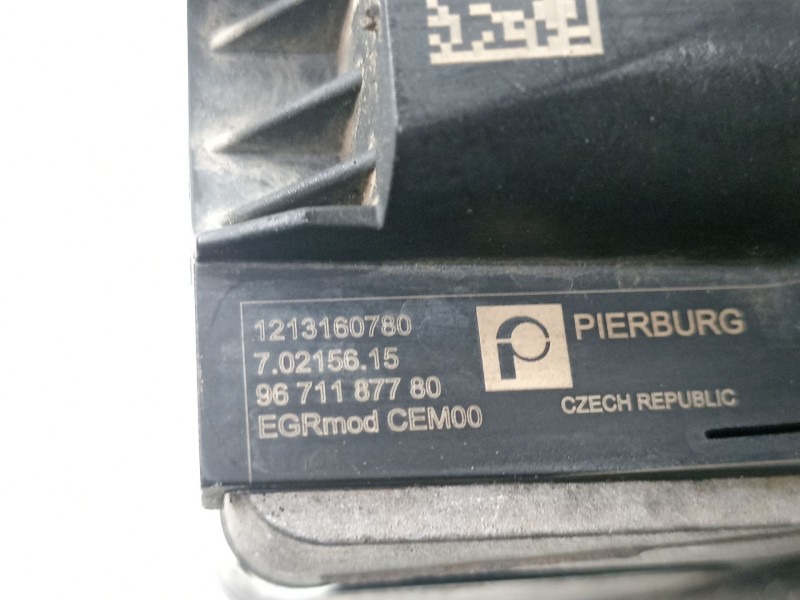 1213160780
7.02156.15
96 711 877 80
EGRmod CEM00
PIERBURG
CZECH REPUBLIC